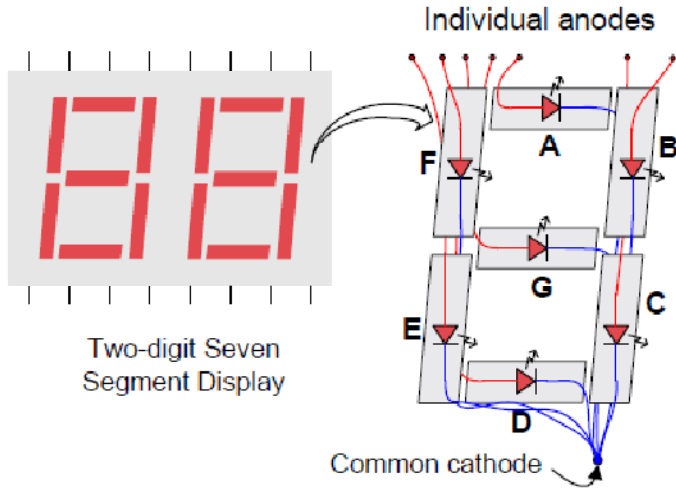 Individual anodes
A
B
F
G
E
C
D
Two-digit Seven
Segment Display
Common cathode